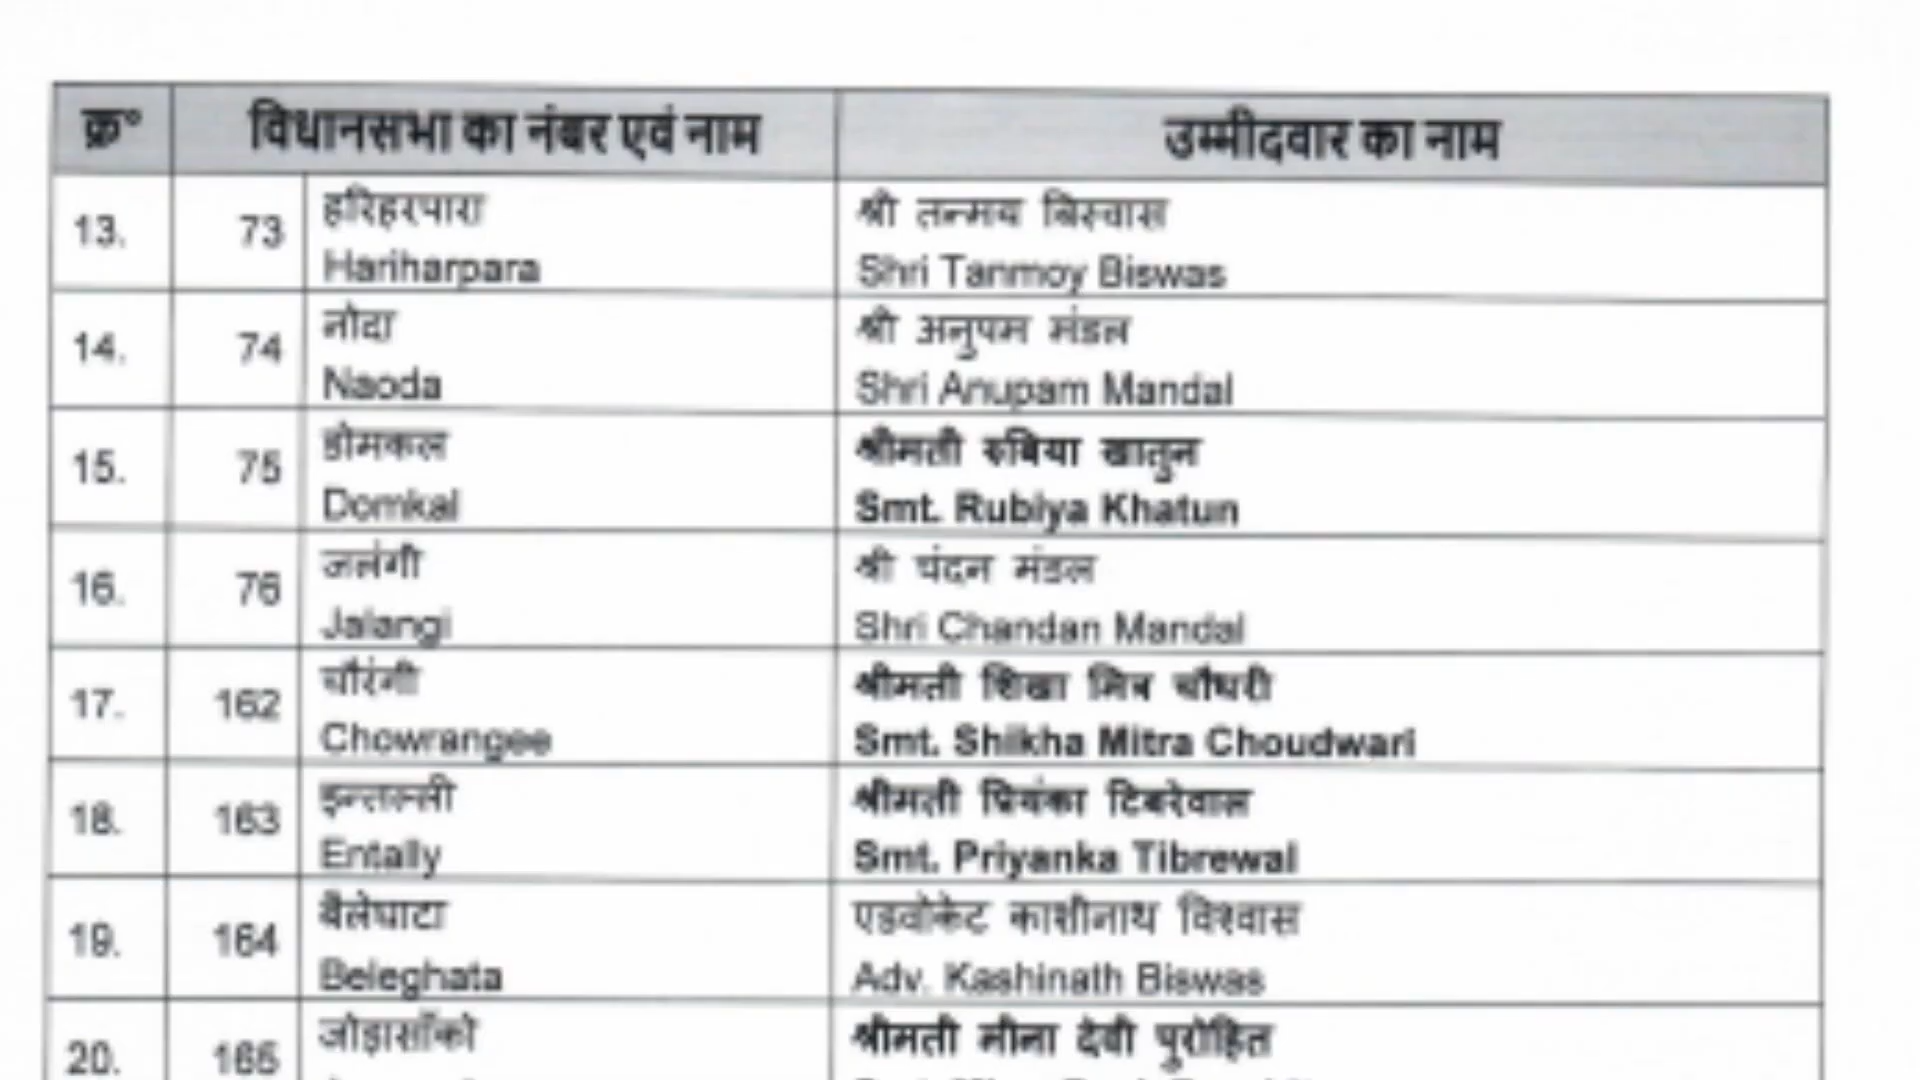 क्र° विधानसभा का नंबर एवं नाम उम्मीदवार का नाम
13. 73 हरिहरपारा श्री तन्मय बिस्वास
Hariharpara Shri Tanmoy Biswas
14. 74 नोदा श्री अनुपम मंडल
Naoda Shri Anupam Mandal
15. 75 डोमकल श्रीमती रुबिया खातुन
Domkal Smt. Rubiya Khatun
16. 76 जलंगी श्री चंदन मंडल
Jalangi Shri Chandan Mandal
17. 162 चौरंगी श्रीमती शिखा मित्र चौधरी
Chowrangee Smt. Shikha Mitra Choudwari
18. 163 इन्तल्ली श्रीमती प्रियंका टिबरेवाल
Entally Smt. Priyanka Tibrewal
19. 164 बैलेघाटा एडवोकेट काशीनाथ विश्वास
Beleghata Adv. Kashinath Biswas
20. 165 जोड़ासाँको श्रीमती मीना देवी पुरोहित